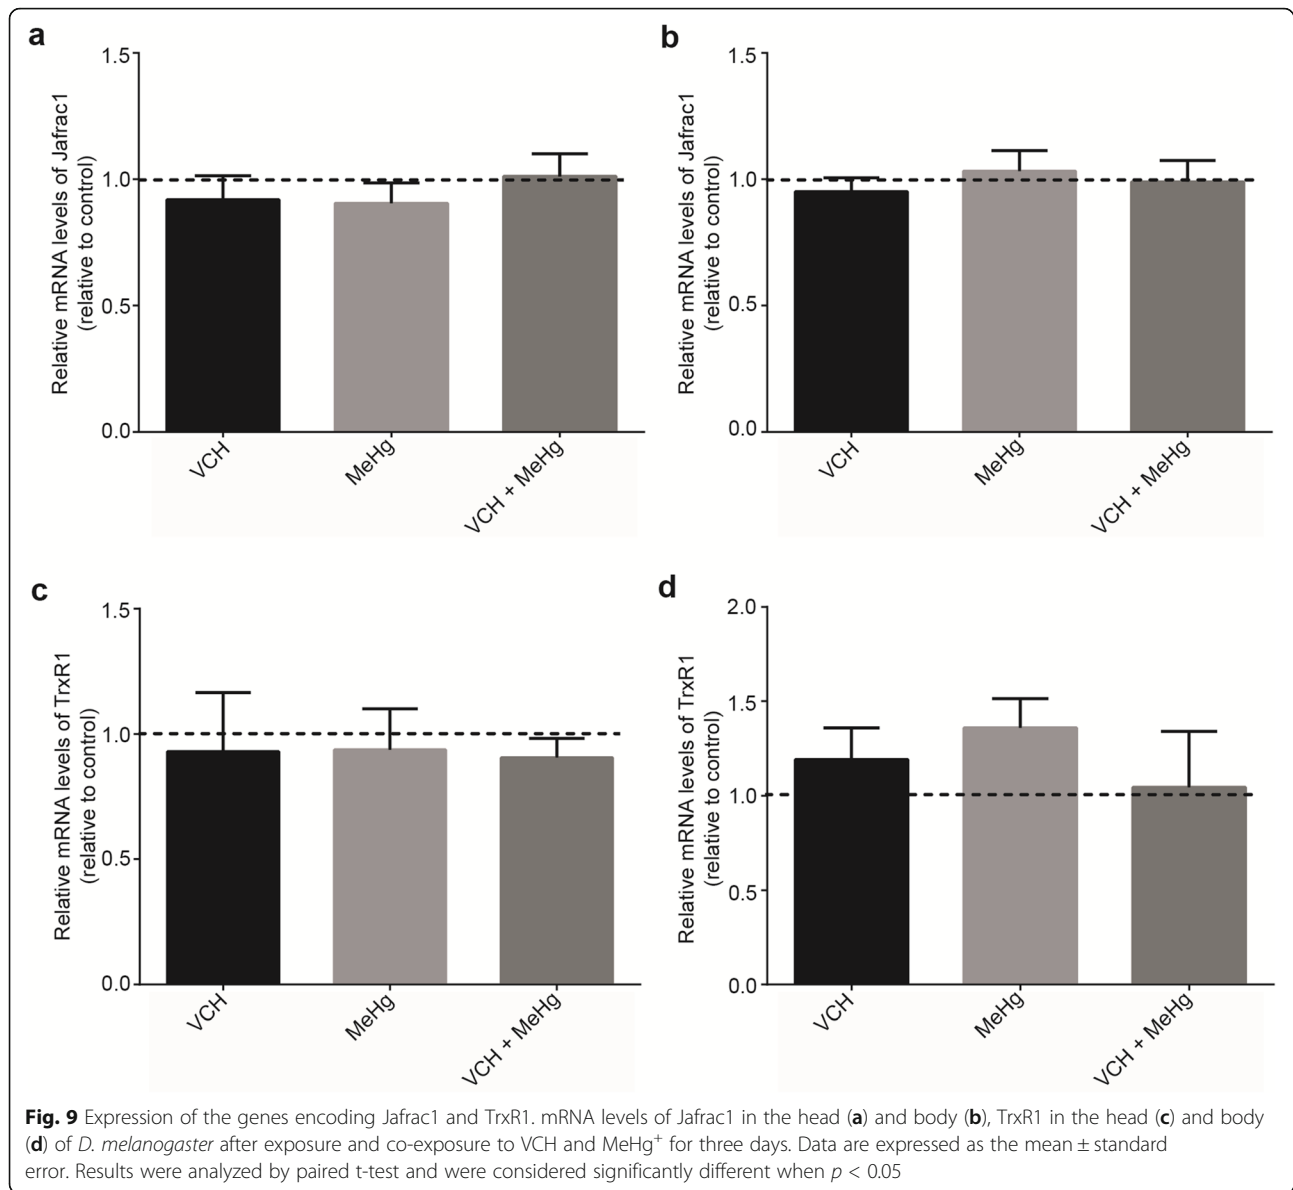 a
Relative mRNA levels of Jafrac1
(relative to control)
1.5
1.0
0.5
0.0
VCH
MeHg
VCH + MeHg
b
Relative mRNA levels of Jafrac1
(relative to control)
1.5
1.0
0.5
0.0
VCH
MeHg
VCH + MeHg
c
Relative mRNA levels of TrxR1
(relative to control)
1.5
1.0
0.5
0.0
VCH
MeHg
VCH + MeHg
d
Relative mRNA levels of TrxR1
(relative to control)
2.0
1.5
1.0
0.5
0.0
VCH
MeHg
VCH + MeHg
Fig. 9 Expression of the genes encoding Jafrac1 and TrxR1. mRNA levels of Jafrac1 in the head (a) and body (b), TrxR1 in the head (c) and body
(d) of D. melanogaster after exposure and co-exposure to VCH and MeHg⁺ for three days. Data are expressed as the mean ± standard
error. Results were analyzed by paired t-test and were considered significantly different when p < 0.05